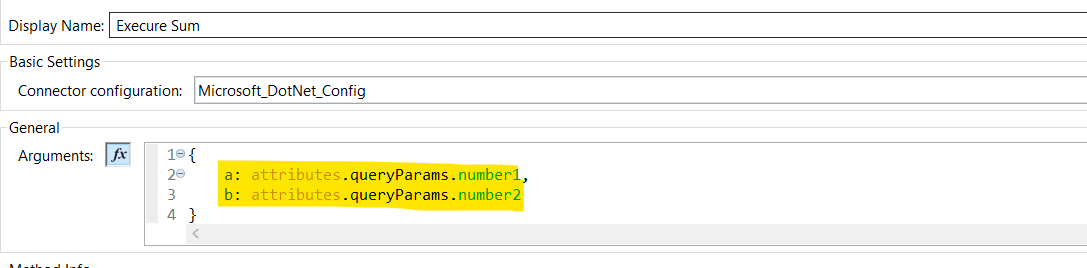 Display Name: Execure Sum
Basic Settings
Connector configuration: Microsoft_DotNet_Config
General
Arguments: fx 1 {
2 a: attributes.queryParams.number1,
3 b: attributes.queryParams.number2
4 }
Method Info